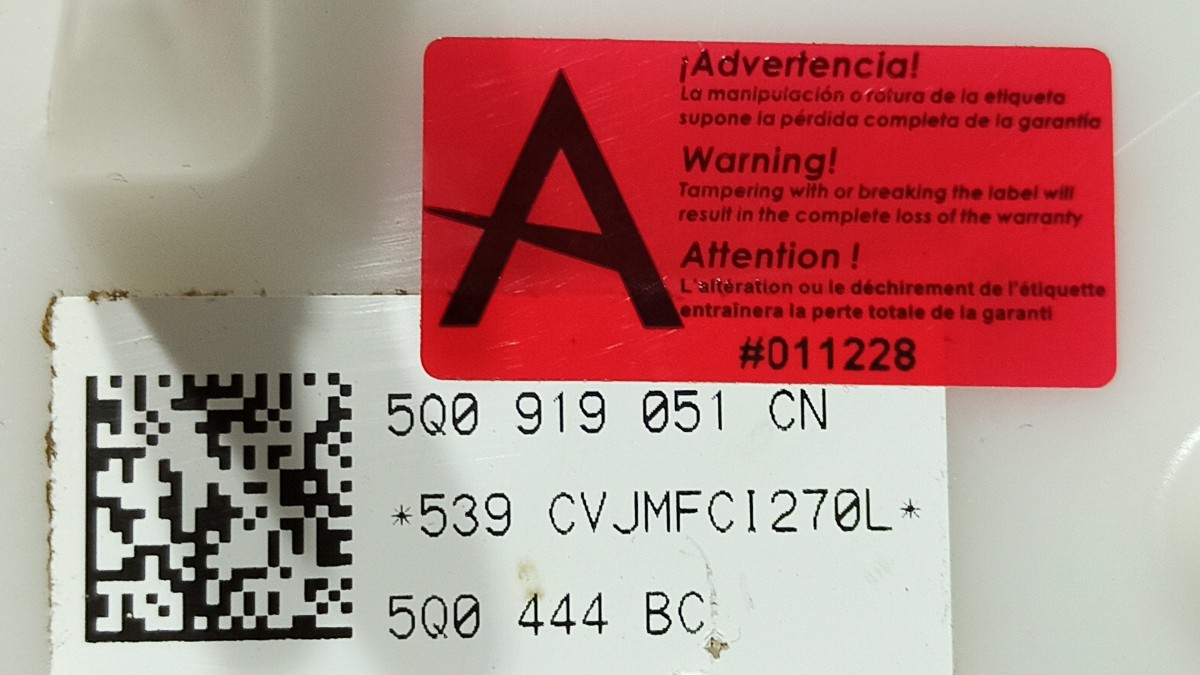 A
¡Advertencia!
La manipulación o rotura de la etiqueta
supone la pérdida completa de la garantía
Warning!
Tampering with or breaking the label will
result in the complete loss of the warranty
Attention !
L'altération ou le déchirement de l'étiquette
entraînera la perte totale de la garanti
#011228
5Q0 919 051 CN
*539 CVJMFCI270L*
5Q0 444 BC